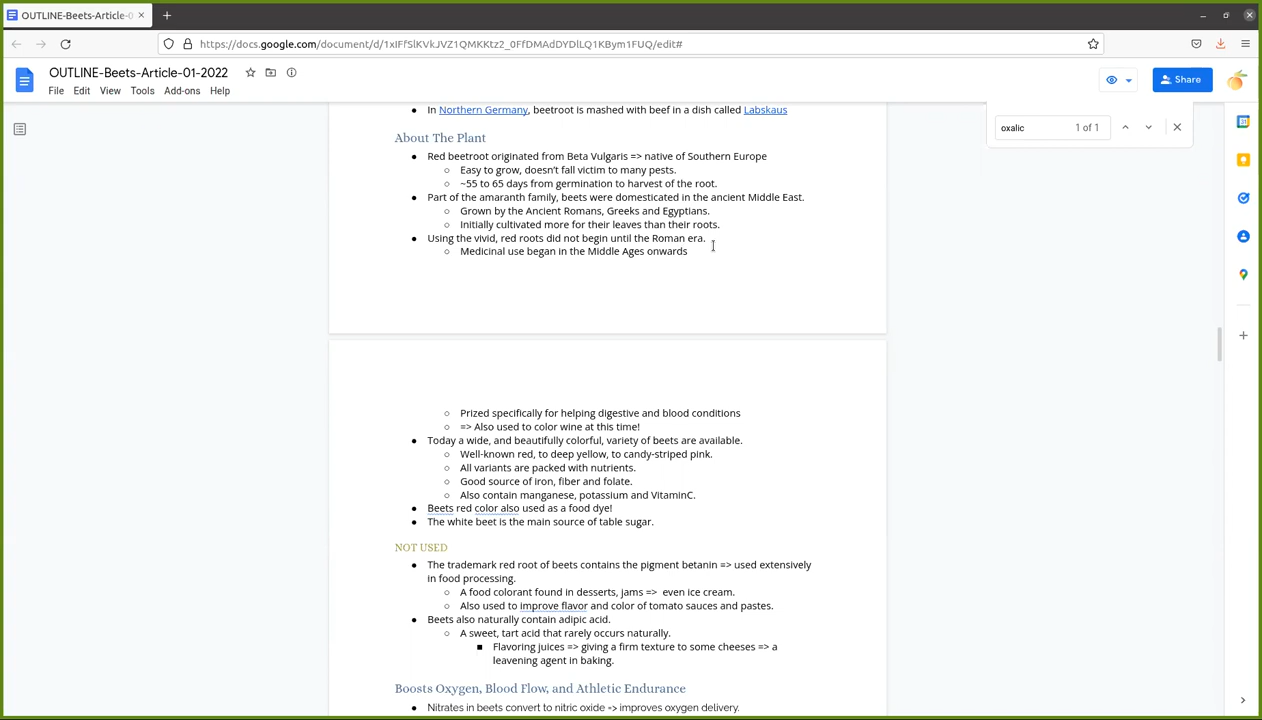 OUTLINE-Beets-Article-0
https://docs.google.com/document/d/1xIFfSlKVkJVZ1QMKKtz2_0FfDMAdDYDlLQ1KBym1FUQ/edit#
OUTLINE-Beets-Article-01-2022
File Edit View Tools Add-ons Help
Share
oxalic 1 of 1
● In Northern Germany, beetroot is mashed with beef in a dish called Labskaus
About The Plant
● Red beetroot originated from Beta Vulgaris => native of Southern Europe
○ Easy to grow, doesn't fall victim to many pests.
○ ~55 to 65 days from germination to harvest of the root.
● Part of the amaranth family, beets were domesticated in the ancient Middle East.
○ Grown by the Ancient Romans, Greeks and Egyptians.
○ Initially cultivated more for their leaves than their roots.
● Using the vivid, red roots did not begin until the Roman era.
○ Medicinal use began in the Middle Ages onwards
○ Prized specifically for helping digestive and blood conditions
○ => Also used to color wine at this time!
● Today a wide, and beautifully colorful, variety of beets are available.
○ Well-known red, to deep yellow, to candy-striped pink.
○ All variants are packed with nutrients.
○ Good source of iron, fiber and folate.
○ Also contain manganese, potassium and VitaminC.
● Beets red color also used as a food dye!
● The white beet is the main source of table sugar.
NOT USED
● The trademark red root of beets contains the pigment betanin => used extensively
in food processing.
○ A food colorant found in desserts, jams => even ice cream.
○ Also used to improve flavor and color of tomato sauces and pastes.
● Beets also naturally contain adipic acid.
○ A sweet, tart acid that rarely occurs naturally.
■ Flavoring juices => giving a firm texture to some cheeses => a
leavening agent in baking.
Boosts Oxygen, Blood Flow, and Athletic Endurance
● Nitrates in beets convert to nitric oxide => improves oxygen delivery.